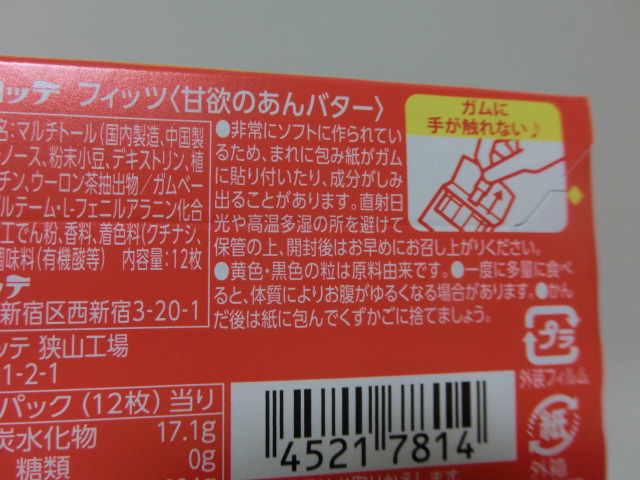 ロッテ フィッツ〈甘欲のあんバター〉
名:マルチトール(国内製造、中国製
ース、粉末小豆、デキストリン、植
チン、ウーロン茶抽出物/ガムベー
ルテーム・L-フェニルアラニン化合
工でん粉、香料、着色料(クチナシ、
調味料(有機酸等) 内容量:12枚
ッテ
新宿区西新宿3-20-1
ッテ 狭山工場
1-2-1
●非常にソフトに作られてい
るため、まれに包み紙がガム
に貼り付いたり、成分がしみ
出ることがあります。直射日
光や高温多湿の所を避けて
保管の上、開封後はお早めにお召し上がりください。
●黄色・黒色の粒は原料由来です。●一度に多量に食べ
ると、体質によりお腹がゆるくなる場合があります。●かん
だ後は紙に包んでくずかごに捨てましょう。
ガムに
手が触れない♪
プラ
外装フィルム
紙
外箱
パック(12枚)当り
炭水化物 17.1g
糖類 0g
4521 7814